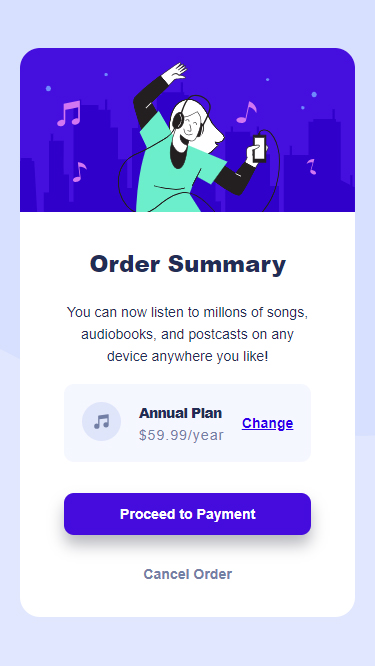 Order Summary
You can now listen to millons of songs,
audiobooks, and postcasts on any
device anywhere you like!
Annual Plan
$59.99/year
Change
Proceed to Payment
Cancel Order